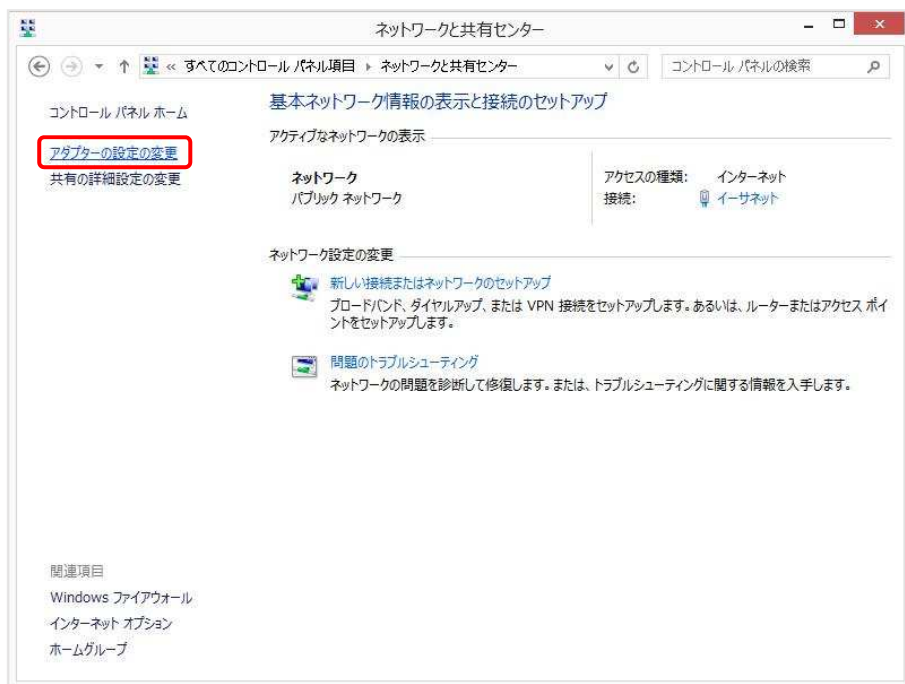 ネットワークと共有センター
« すべてのコントロール パネル項目 ▶ ネットワークと共有センター
コントロール パネルの検索
コントロール パネル ホーム
アダプターの設定の変更
共有の詳細設定の変更
基本ネットワーク情報の表示と接続のセットアップ
アクティブなネットワークの表示
ネットワーク
パブリック ネットワーク
アクセスの種類: インターネット
接続: イーサネット
ネットワーク設定の変更
新しい接続またはネットワークのセットアップ
ブロードバンド、ダイヤルアップ、または VPN 接続をセットアップします。あるいは、ルーターまたはアクセス ポイ
ントをセットアップします。
問題のトラブルシューティング
ネットワークの問題を診断して修復します。または、トラブルシューティングに関する情報を入手します。
関連項目
Windows ファイアウォール
インターネット オプション
ホームグループ